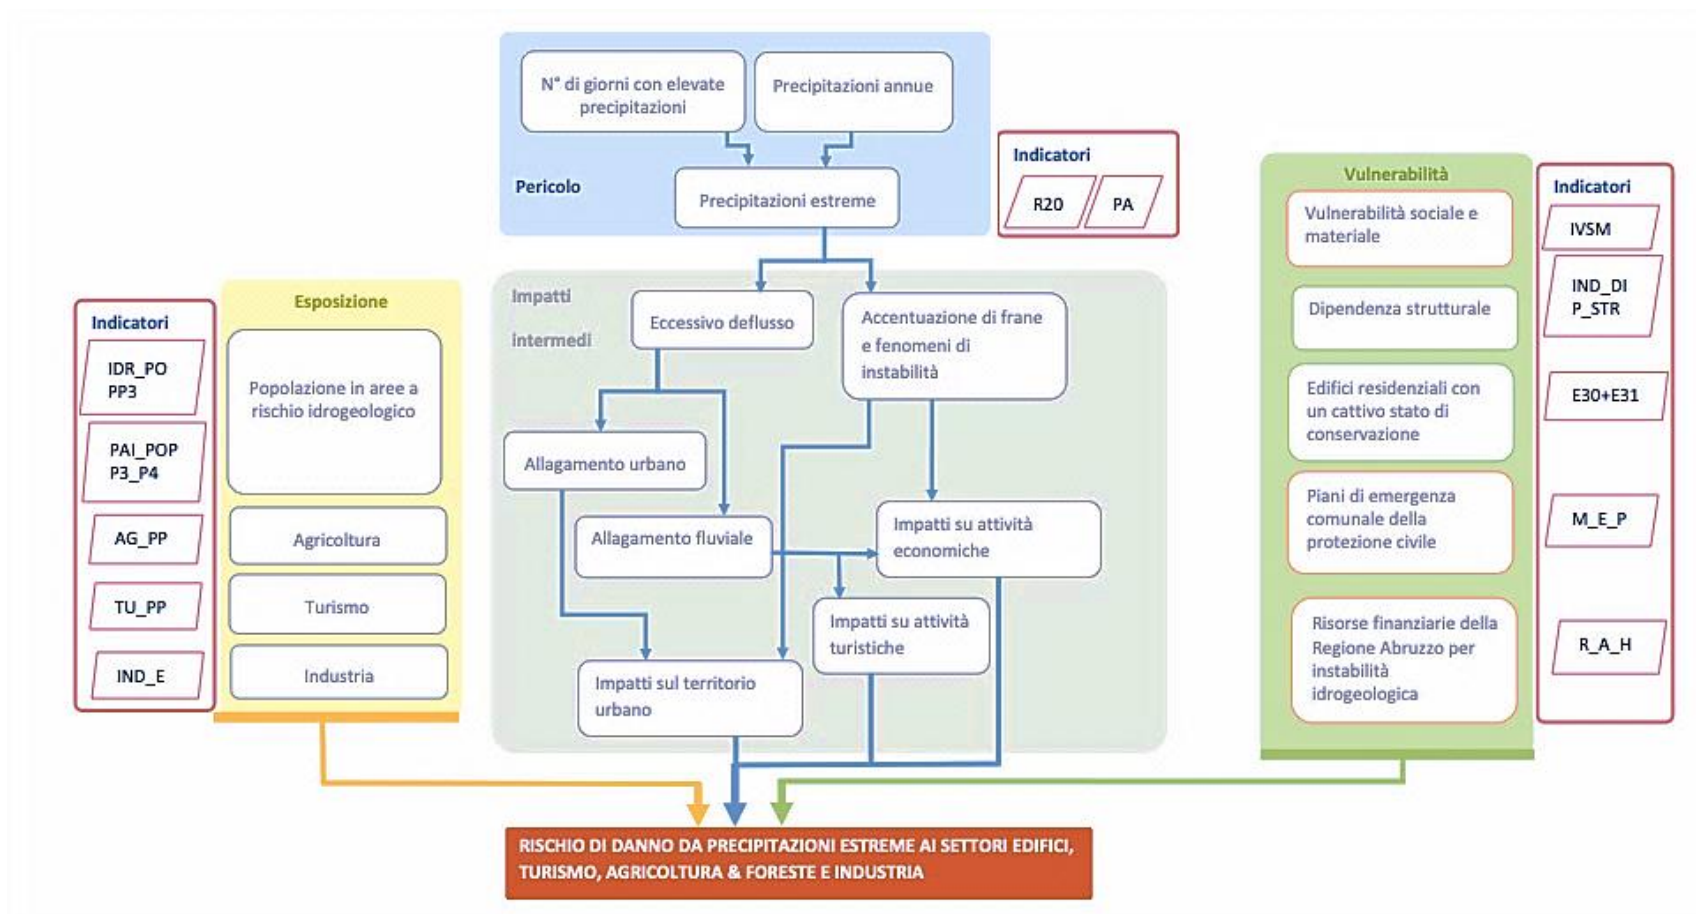 N° di giorni con elevate
precipitazioni
Precipitazioni annue
Pericolo
Precipitazioni estreme
Indicatori
R20
PA
Indicatori
IDR_PO
PP3
PAI_POP
P3_P4
AG_PP
TU_PP
IND_E
Esposizione
Popolazione in aree a
rischio idrogeologico
Agricoltura
Turismo
Industria
Impatti
intermedi
Eccessivo deflusso
Accentuazione di frane
e fenomeni di
instabilità
Allagamento urbano
Allagamento fluviale
Impatti su attività
economiche
Impatti su attività
turistiche
Impatti sul territorio
urbano
Vulnerabilità
Vulnerabilità sociale e
materiale
Dipendenza strutturale
Edifici residenziali con
un cattivo stato di
conservazione
Piani di emergenza
comunale della
protezione civile
Risorse finanziarie della
Regione Abruzzo per
instabilità
idrogeologica
Indicatori
IVSM
IND_DI
P_STR
E30+E31
M_E_P
R_A_H
RISCHIO DI DANNO DA PRECIPITAZIONI ESTREME AI SETTORI EDIFICI,
TURISMO, AGRICOLTURA & FORESTE E INDUSTRIA